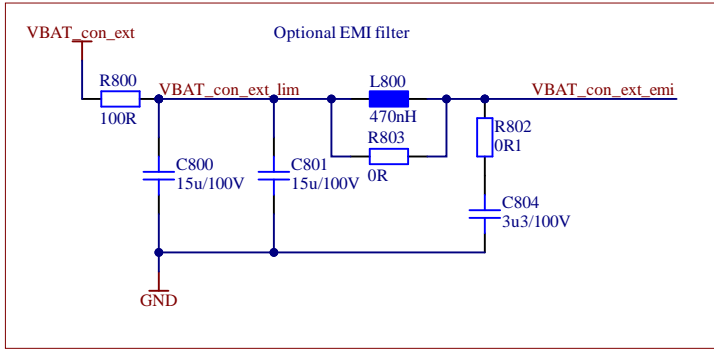 VBAT_con_ext
Optional EMI filter
R800
100R
VBAT_con_ext_lim
L800
470nH
VBAT_con_ext_emi
R803
0R
R802
0R1
C800
15u/100V
C801
15u/100V
C804
3u3/100V
GND